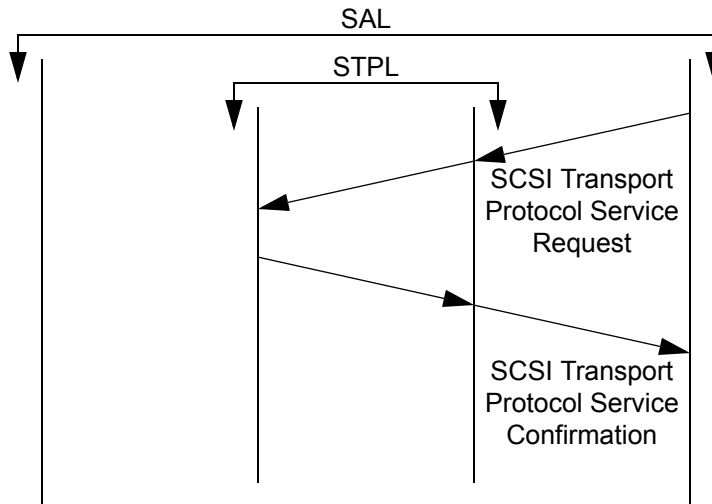 SAL
STPL
SCSI Transport
Protocol Service
Request
SCSI Transport
Protocol Service
Confirmation